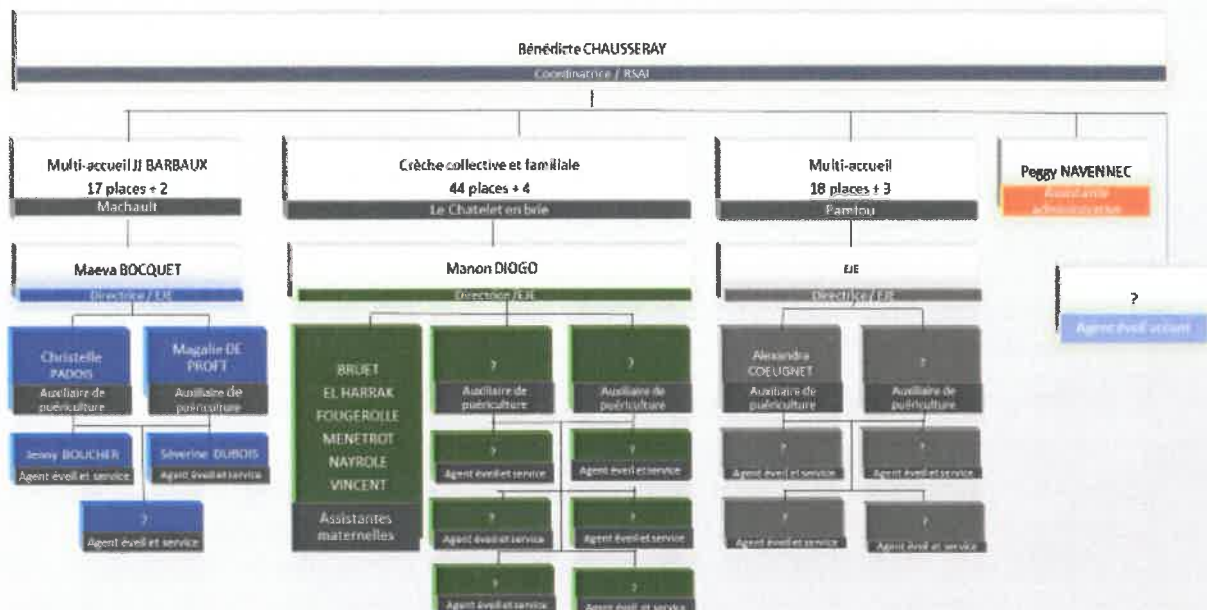 Bénédicte CHAUSSERAY
Coordinatrice / RSAI
Multi-accueil JJ BARBAUX
17 places + 2
Machault
Crèche collective et familiale
44 places + 4
Le Chatelet en brie
Multi-accueil
18 places + 3
Pamfou
Peggy NAVENNEC
Assistante
administrative
?
Agent éveil volant
Maeva BOCQUET
Directrice / EJE
Christelle
PADOIS
Auxiliaire de
puériculture
Magalie DE
PROFT
Auxiliaire de
puériculture
Jenny BOUCHER
Agent éveil et service
Séverine DUBOIS
Agent éveil et service
?
Agent éveil et service
Manon DIOGO
Directrice /EJE
BRUET
EL HARRAK
FOUGEROLLE
MENETROT
NAYROLE
VINCENT
Assistantes
maternelles
?
Auxiliaire de
puériculture
?
Auxiliaire de
puériculture
?
Agent éveil et service
?
Agent éveil et service
?
Agent éveil et service
?
Agent éveil et service
?
Agent éveil et service
?
Agent éveil et service
EJE
Directrice / EJE
Alexandra
COEUGNET
Auxiliaire de
puériculture
?
Auxiliaire de
puériculture
?
Agent éveil et service
?
Agent éveil et service
?
Agent éveil et service
?
Agent éveil et service